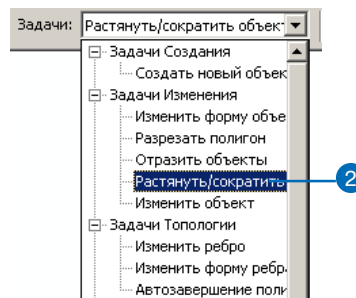 Задачи: Растянуть/сократить объек
Задачи Создания
Создать новый объек
Задачи Изменения
Изменить форму объе
Разрезать полигон
Отразить объекты
Растянуть/сократить
2
Изменить объект
Задачи Топологии
Изменить ребро
Изменить форму ребр
Автозавершение поли